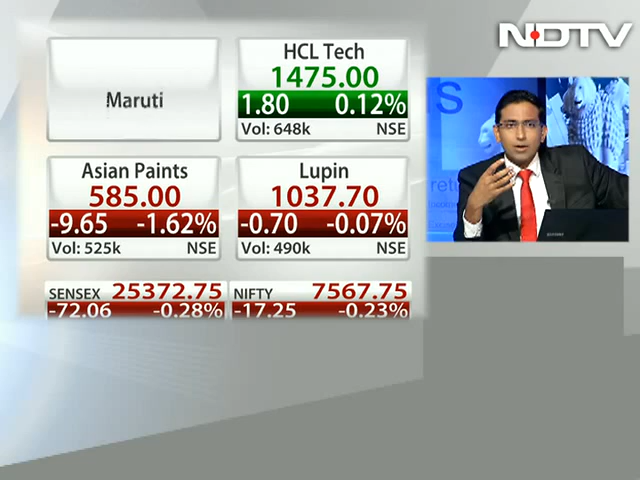 NDTV
Maruti
HCL Tech
1475.00
1.80 0.12%
Vol: 648k NSE
Asian Paints
585.00
-9.65 -1.62%
Vol: 525k NSE
Lupin
1037.70
-0.70 -0.07%
Vol: 490k NSE
SENSEX 25372.75
-72.06 -0.28%
NIFTY 7567.75
-17.25 -0.23%